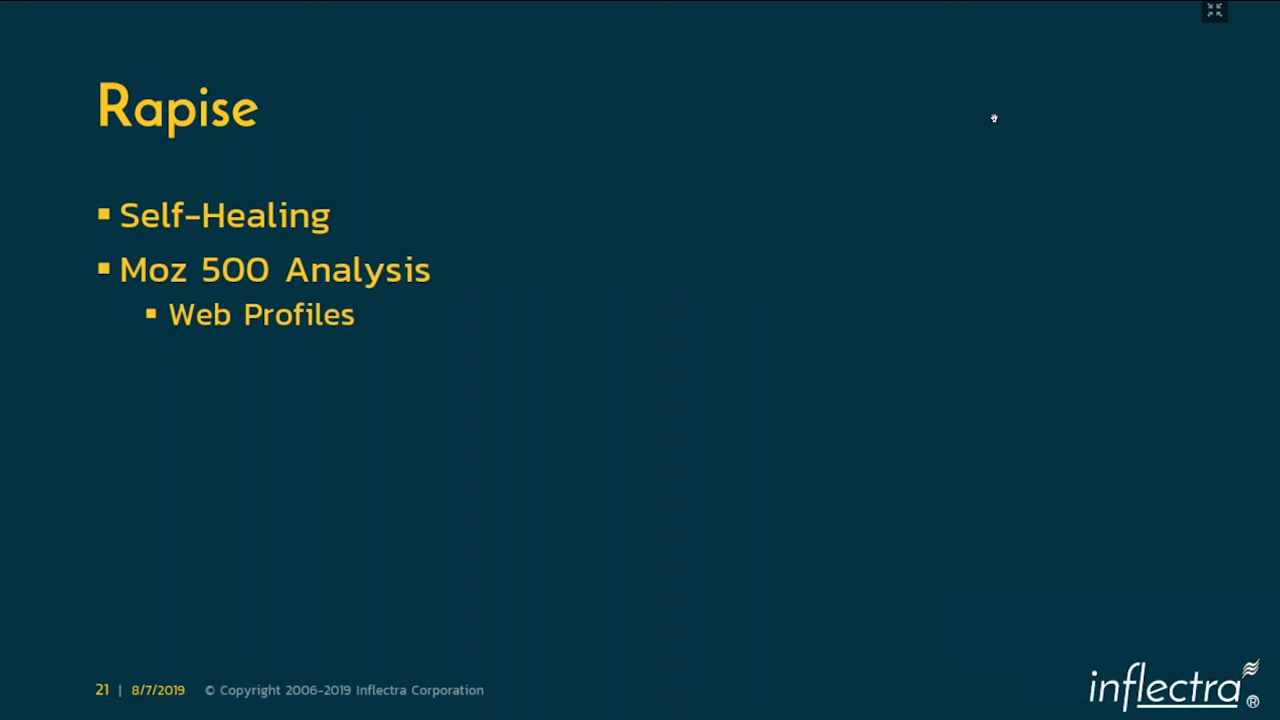 Rapise
▪ Self-Healing
▪ Moz 500 Analysis
▪ Web Profiles
21 | 8/7/2019 © Copyright 2006-2019 Inflectra Corporation
inflectra®